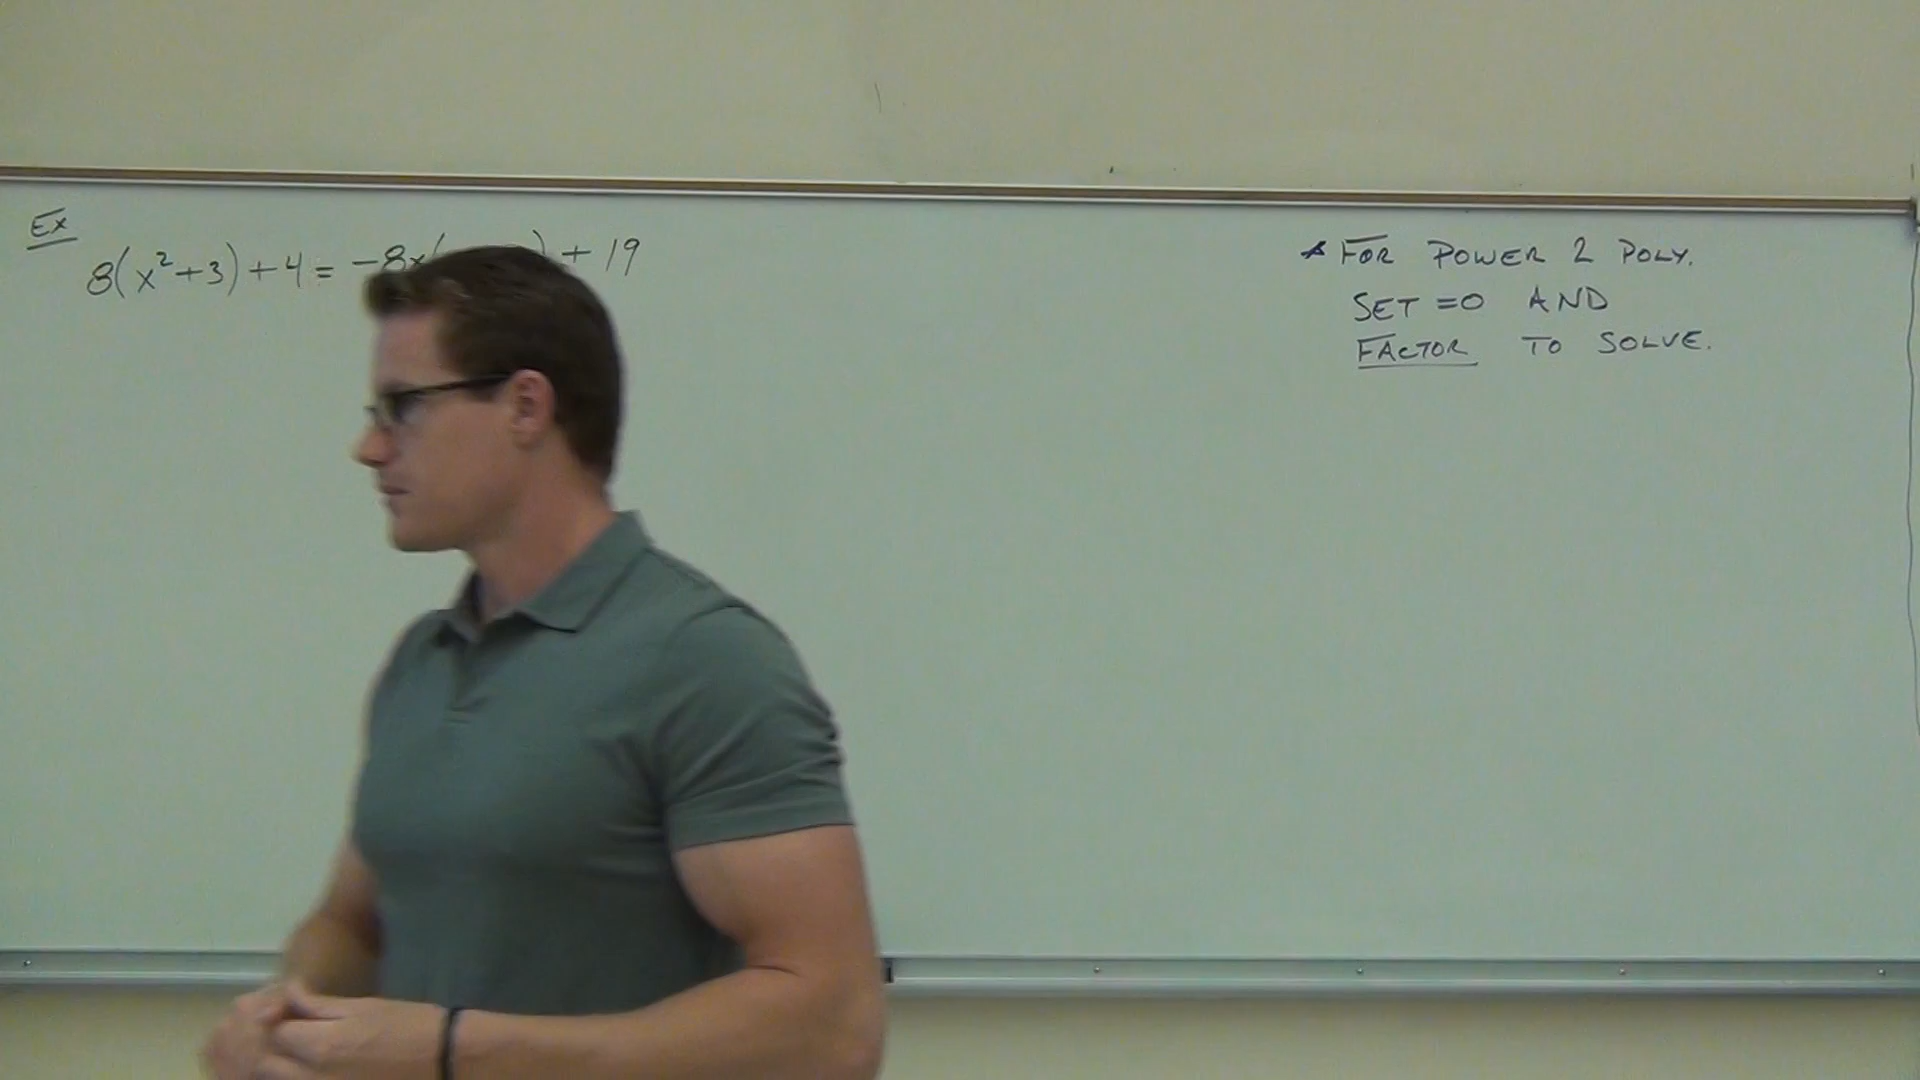 Ex
8(x²+3)+4 = -8x( ) + 19
* FOR POWER 2 POLY.
SET =0 AND
FACTOR TO SOLVE.